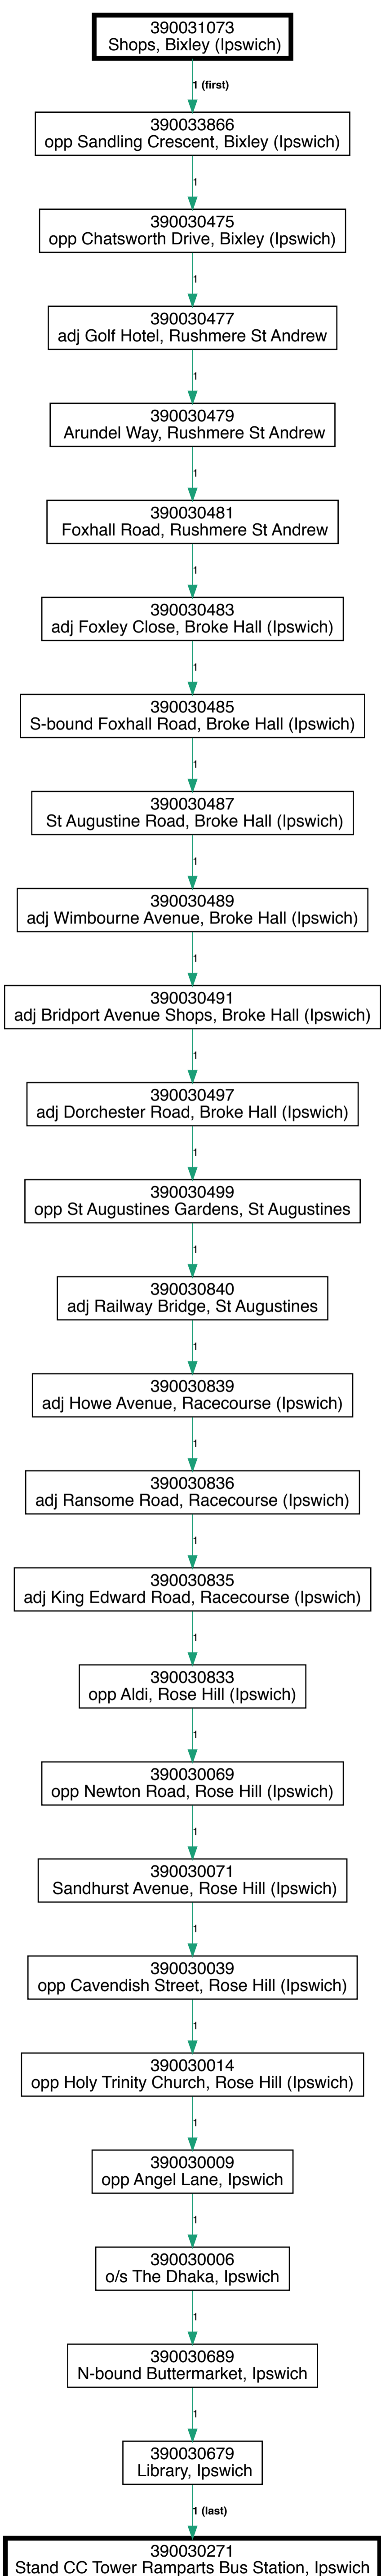 390031073
Shops, Bixley (Ipswich)
1 (first)
390033866
opp Sandling Crescent, Bixley (Ipswich)
1
390030475
opp Chatsworth Drive, Bixley (Ipswich)
1
390030477
adj Golf Hotel, Rushmere St Andrew
1
390030479
Arundel Way, Rushmere St Andrew
1
390030481
Foxhall Road, Rushmere St Andrew
1
390030483
adj Foxley Close, Broke Hall (Ipswich)
1
390030485
S-bound Foxhall Road, Broke Hall (Ipswich)
1
390030487
St Augustine Road, Broke Hall (Ipswich)
1
390030489
adj Wimbourne Avenue, Broke Hall (Ipswich)
1
390030491
adj Bridport Avenue Shops, Broke Hall (Ipswich)
1
390030497
adj Dorchester Road, Broke Hall (Ipswich)
1
390030499
opp St Augustines Gardens, St Augustines
1
390030840
adj Railway Bridge, St Augustines
1
390030839
adj Howe Avenue, Racecourse (Ipswich)
1
390030836
adj Ransome Road, Racecourse (Ipswich)
1
390030835
adj King Edward Road, Racecourse (Ipswich)
1
390030833
opp Aldi, Rose Hill (Ipswich)
1
390030069
opp Newton Road, Rose Hill (Ipswich)
1
390030071
Sandhurst Avenue, Rose Hill (Ipswich)
1
390030039
opp Cavendish Street, Rose Hill (Ipswich)
1
390030014
opp Holy Trinity Church, Rose Hill (Ipswich)
1
390030009
opp Angel Lane, Ipswich
1
390030006
o/s The Dhaka, Ipswich
1
390030689
N-bound Buttermarket, Ipswich
1
390030679
Library, Ipswich
1 (last)
390030271
Stand CC Tower Ramparts Bus Station, Ipswich